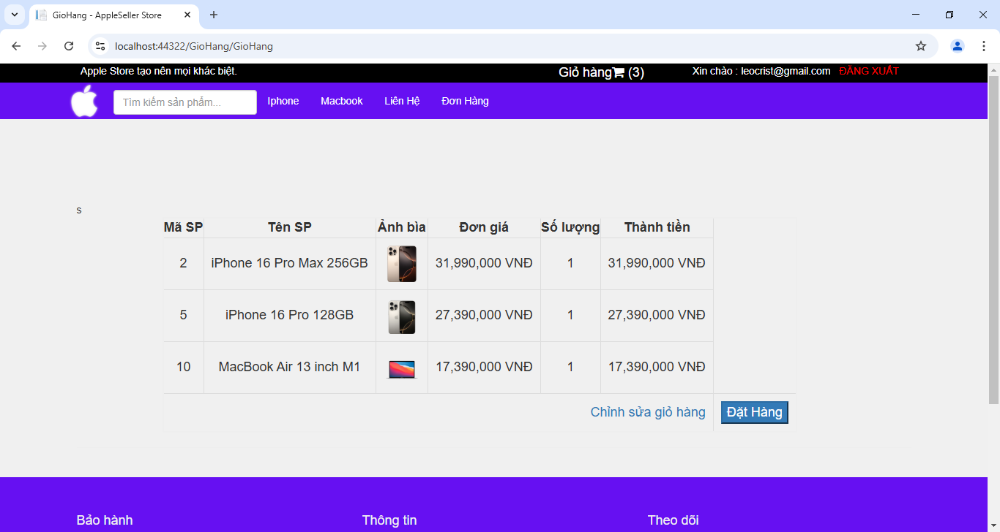 GioHang - AppleSeller Store
localhost:44322/GioHang/GioHang
Apple Store tạo nên mọi khác biệt. Giỏ hàng (3) Xin chào : leocrist@gmail.com ĐĂNG XUẤT
Tìm kiếm sản phẩm... Iphone Macbook Liên Hệ Đơn Hàng
s
Mã SP Tên SP Ảnh bìa Đơn giá Số lượng Thành tiền
2 iPhone 16 Pro Max 256GB 31,990,000 VNĐ 1 31,990,000 VNĐ
5 iPhone 16 Pro 128GB 27,390,000 VNĐ 1 27,390,000 VNĐ
10 MacBook Air 13 inch M1 17,390,000 VNĐ 1 17,390,000 VNĐ
Chỉnh sửa giỏ hàng Đặt Hàng
Bảo hành Thông tin Theo dõi